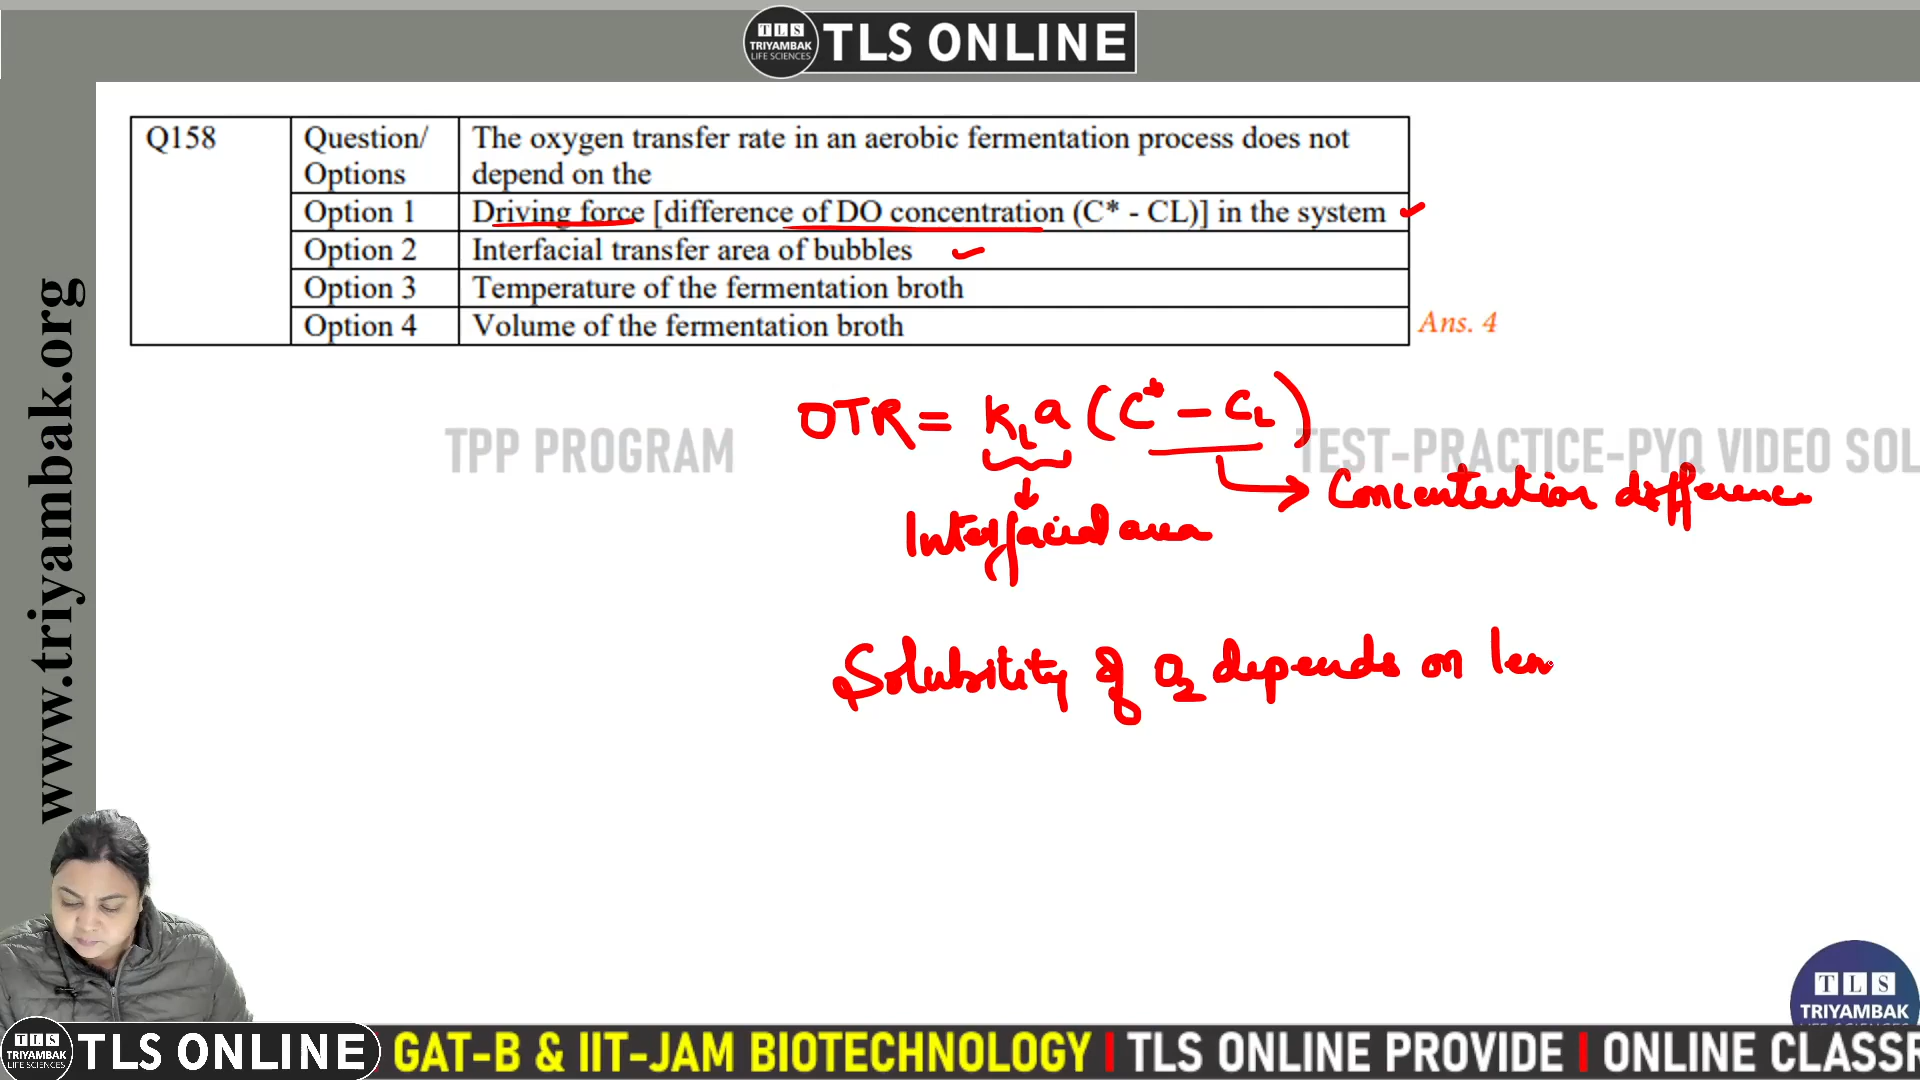 TLS
TRIYAMBAK
LIFE SCIENCES
TLS ONLINE
Q158
Question/ Options
The oxygen transfer rate in an aerobic fermentation process does not
depend on the
Option 1 Driving force [difference of DO concentration (C* - CL)] in the system
Option 2 Interfacial transfer area of bubbles
Option 3 Temperature of the fermentation broth
Option 4 Volume of the fermentation broth
Ans. 4
OTR = KLa (C* - CL)
TPP PROGRAM
TEST-PRACTICE-PYQ VIDEO SOL
Concentration difference
Interfacial area
Solubility of O2 depends on
www.triyambak.org
TLS
TRIYAMBAK
TLS
TRIYAMBAK
LIFE SCIENCES
TLS ONLINE
GAT-B & IIT-JAM BIOTECHNOLOGY I TLS ONLINE PROVIDE I ONLINE CLASSR